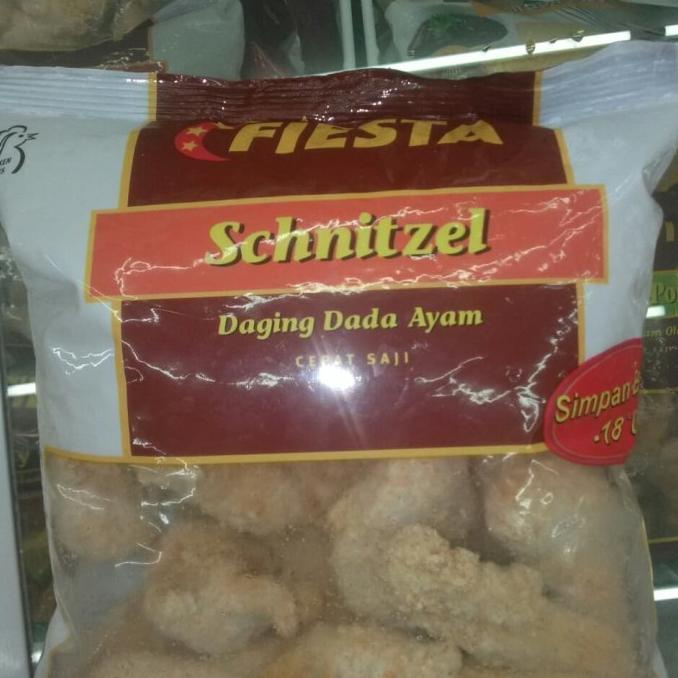 FIESTA
Schnitzel
Daging Dada Ayam
CEPAT SAJI
Simpan
-18